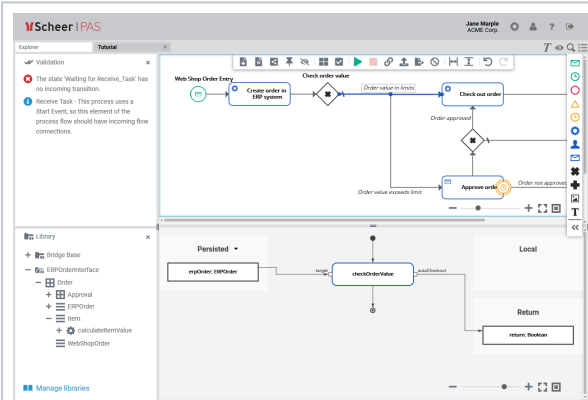 Scheer PAS
Jane Marple
ACME Corp.
Explorer
Tutorial
Validation
The state 'Waiting for Receive_Task' has
no incoming transition.
Receive Task - This process uses a
Start Event, so this element of the
process flow should have incoming flow
connections.
Web Shop Order Entry
Create order in
ERP system
Check order value
Order value in limits
Check out order
Order approved
Order value exceeds limit
Approve order
Order not approved
Library
Bridge Base
ERPOrderInterface
Order
Approval
ERPOrder
Item
calculateItemValue
WebShopOrder
Manage libraries
Persisted
erpOrder: ERPOrder
target
checkOrderValue
autoCheckout
Local
Return
return: Boolean